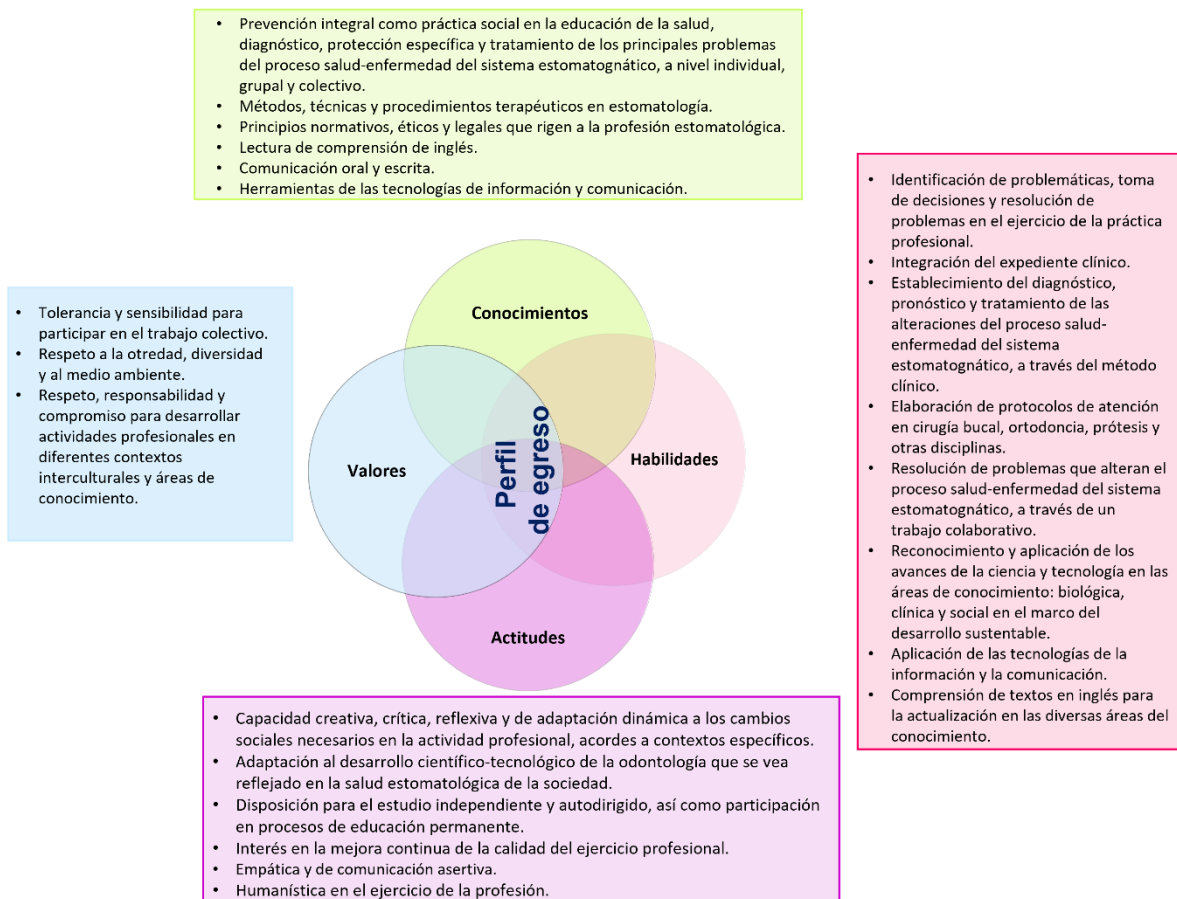 • Prevención integral como práctica social en la educación de la salud,
diagnóstico, protección específica y tratamiento de los principales problemas
del proceso salud-enfermedad del sistema estomatognático, a nivel individual,
grupal y colectivo.
• Métodos, técnicas y procedimientos terapéuticos en estomatología.
• Principios normativos, éticos y legales que rigen a la profesión estomatológica.
• Lectura de comprensión de inglés.
• Comunicación oral y escrita.
• Herramientas de las tecnologías de información y comunicación.
• Tolerancia y sensibilidad para
participar en el trabajo colectivo.
• Respeto a la otredad, diversidad
y al medio ambiente.
• Respeto, responsabilidad y
compromiso para desarrollar
actividades profesionales en
diferentes contextos
interculturales y áreas de
conocimiento.
Conocimientos
Valores
Perfil
de egreso
Habilidades
Actitudes
• Identificación de problemáticas, toma
de decisiones y resolución de
problemas en el ejercicio de la práctica
profesional.
• Integración del expediente clínico.
• Establecimiento del diagnóstico,
pronóstico y tratamiento de las
alteraciones del proceso salud-
enfermedad del sistema
estomatognático, a través del método
clínico.
• Elaboración de protocolos de atención
en cirugía bucal, ortodoncia, prótesis y
otras disciplinas.
• Resolución de problemas que alteran el
proceso salud-enfermedad del sistema
estomatognático, a través de un
trabajo colaborativo.
• Reconocimiento y aplicación de los
avances de la ciencia y tecnología en las
áreas de conocimiento: biológica,
clínica y social en el marco del
desarrollo sustentable.
• Aplicación de las tecnologías de la
información y la comunicación.
• Comprensión de textos en inglés para
la actualización en las diversas áreas del
conocimiento.
• Capacidad creativa, crítica, reflexiva y de adaptación dinámica a los cambios
sociales necesarios en la actividad profesional, acordes a contextos específicos.
• Adaptación al desarrollo científico-tecnológico de la odontología que se vea
reflejado en la salud estomatológica de la sociedad.
• Disposición para el estudio independiente y autodirigido, así como participación
en procesos de educación permanente.
• Interés en la mejora continua de la calidad del ejercicio profesional.
• Empática y de comunicación asertiva.
• Humanística en el ejercicio de la profesión.